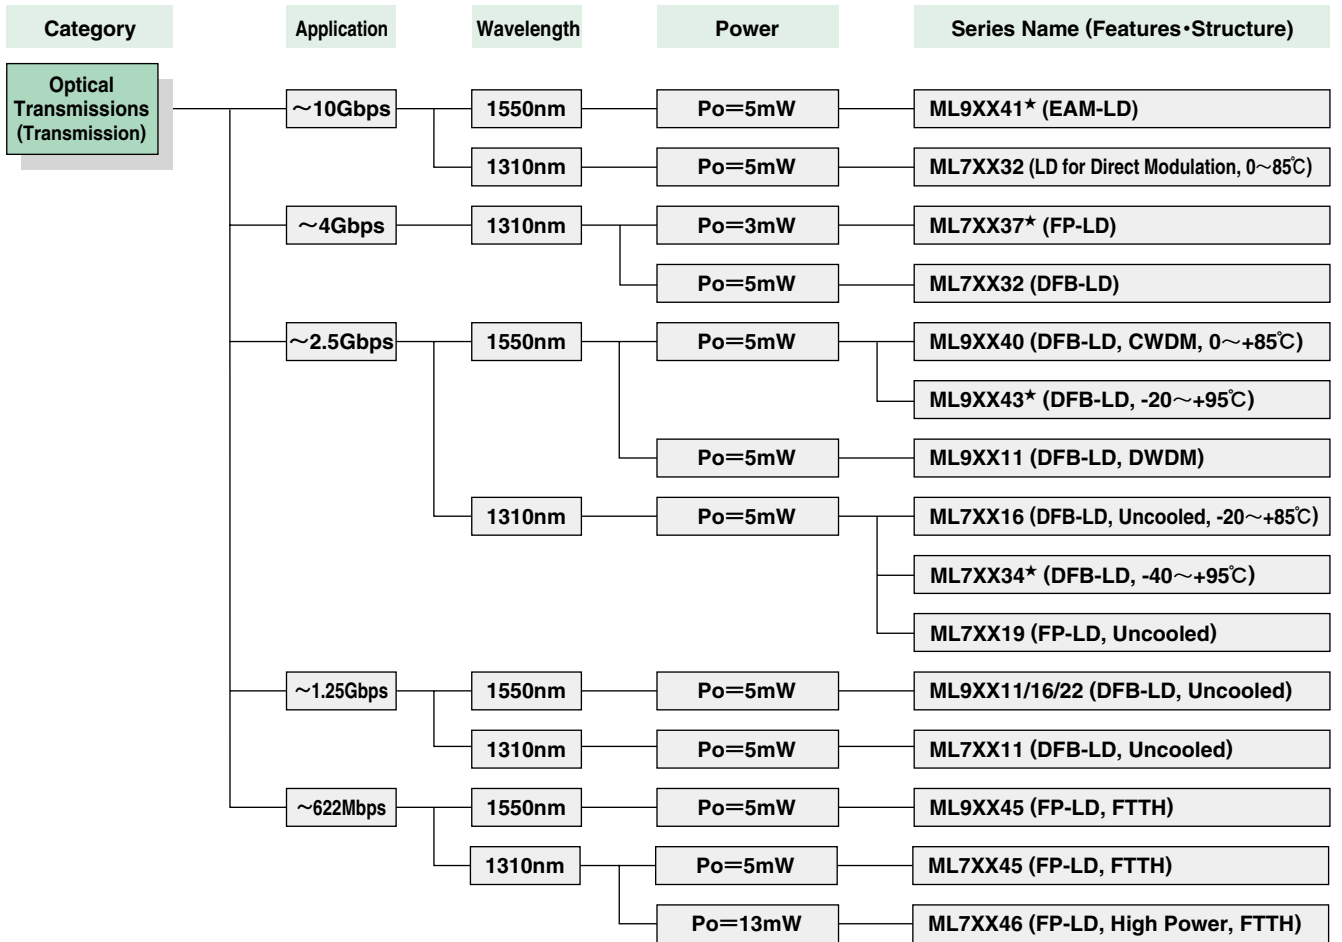 Category Application Wavelength Power Series Name (Features•Structure)
Optical
Transmissions
(Transmission)
～10Gbps 1550nm Po=5mW ML9XX41★ (EAM-LD)
1310nm Po=5mW ML7XX32 (LD for Direct Modulation, 0～85℃)
～4Gbps 1310nm Po=3mW ML7XX37★ (FP-LD)
Po=5mW ML7XX32 (DFB-LD)
～2.5Gbps 1550nm Po=5mW ML9XX40 (DFB-LD, CWDM, 0～+85℃)
ML9XX43★ (DFB-LD, -20～+95℃)
Po=5mW ML9XX11 (DFB-LD, DWDM)
1310nm Po=5mW ML7XX16 (DFB-LD, Uncooled, -20～+85℃)
ML7XX34★ (DFB-LD, -40～+95℃)
ML7XX19 (FP-LD, Uncooled)
～1.25Gbps 1550nm Po=5mW ML9XX11/16/22 (DFB-LD, Uncooled)
1310nm Po=5mW ML7XX11 (DFB-LD, Uncooled)
～622Mbps 1550nm Po=5mW ML9XX45 (FP-LD, FTTH)
1310nm Po=5mW ML7XX45 (FP-LD, FTTH)
Po=13mW ML7XX46 (FP-LD, High Power, FTTH)